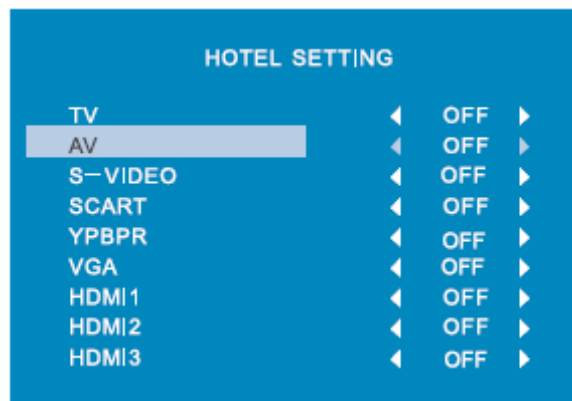 HOTEL SETTING
TV OFF
AV OFF
S-VIDEO OFF
SCART OFF
YPBPR OFF
VGA OFF
HDMI1 OFF
HDMI2 OFF
HDMI3 OFF